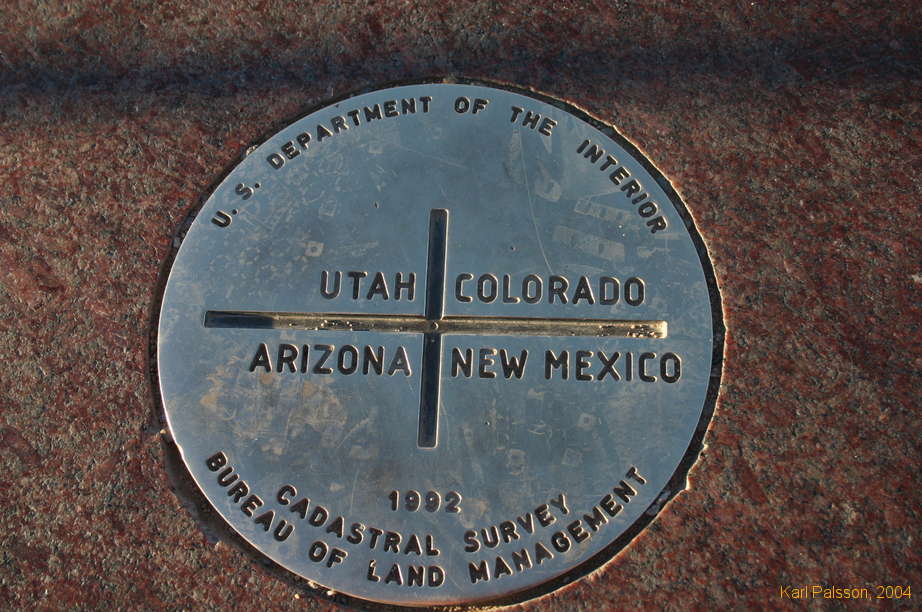 U. S. DEPARTMENT OF THE INTERIOR
UTAH COLORADO
ARIZONA NEW MEXICO
1992
CADASTRAL SURVEY
BUREAU OF LAND MANAGEMENT
Karl Palsson, 2004